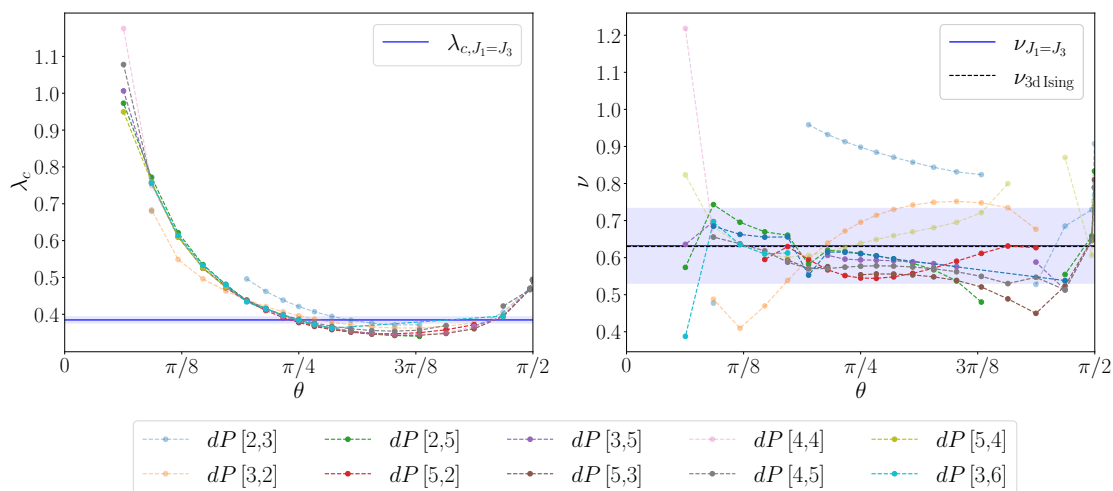 1.1
1.0
0.9
0.8
0.7
0.6
0.5
0.4
λ_c
0 π/8 π/4 3π/8 π/2
θ
λ_{c,J_1=J_3}
1.2
1.1
1.0
0.9
0.8
0.7
0.6
0.5
0.4
ν
0 π/8 π/4 3π/8 π/2
θ
ν_{J_1=J_3}
ν_{3d Ising}
dP [2,3] dP [2,5] dP [3,5] dP [4,4] dP [5,4]
dP [3,2] dP [5,2] dP [5,3] dP [4,5] dP [3,6]